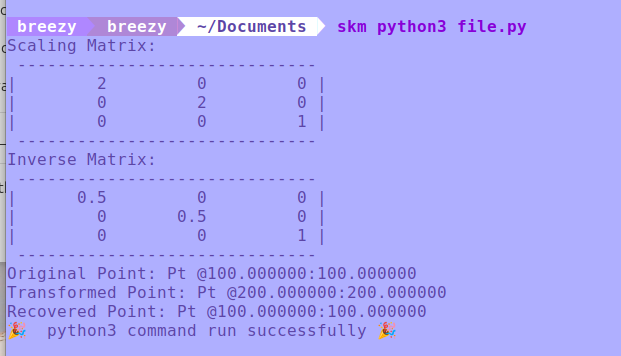 breezy breezy ~/Documents skm python3 file.py
Scaling Matrix:
 ------------------------------
|        2         0         0 |
|        0         2         0 |
|        0         0         1 |
 ------------------------------
Inverse Matrix:
 ------------------------------
|      0.5         0         0 |
|        0       0.5         0 |
|        0         0         1 |
 ------------------------------
Original Point: Pt @100.000000:100.000000
Transformed Point: Pt @200.000000:200.000000
Recovered Point: Pt @100.000000:100.000000
🎉  python3 command run successfully 🎉